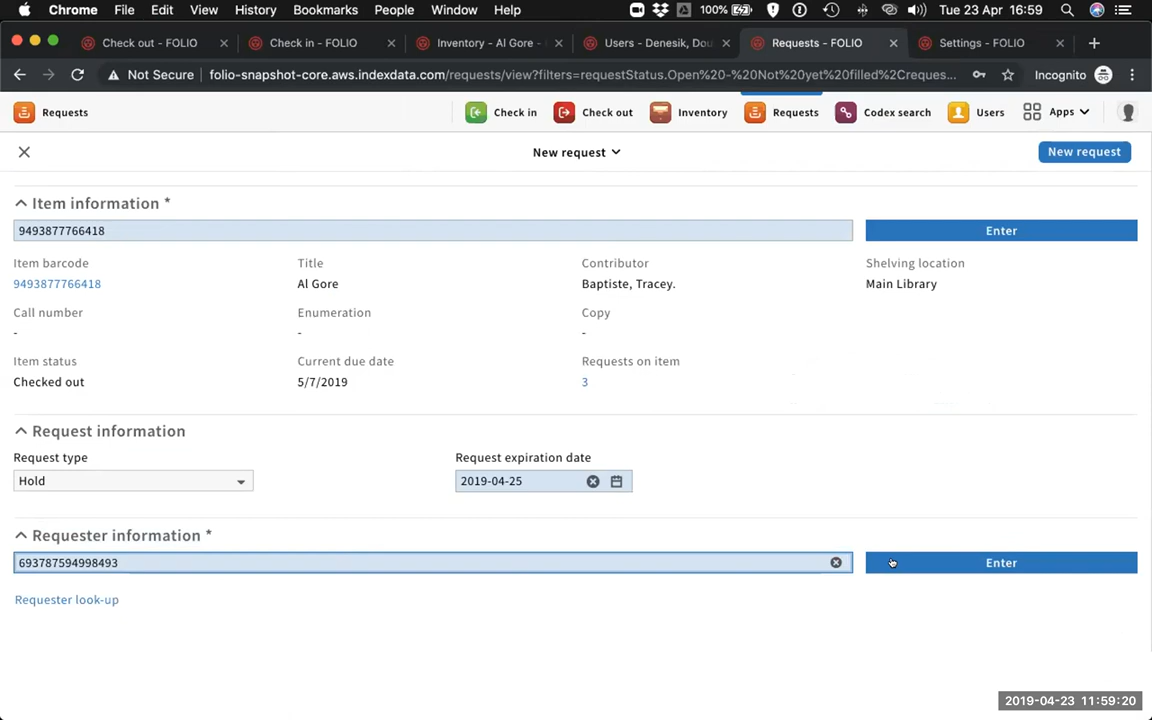 Chrome File Edit View History Bookmarks People Window Help 100% Tue 23 Apr 16:59
Check out - FOLIO Check in - FOLIO Inventory - Al Gore - Users - Denesik, Dou Requests - FOLIO Settings - FOLIO
Not Secure folio-snapshot-core.aws.indexdata.com/requests/view?filters=requestStatus.Open%20-%20Not%20yet%20filled%2Creques... Incognito
Requests Check in Check out Inventory Requests Codex search Users Apps
New request New request
Item information *
9493877766418 Enter
Item barcode Title Contributor Shelving location
9493877766418 Al Gore Baptiste, Tracey. Main Library
Call number Enumeration Copy
- - -
Item status Current due date Requests on item
Checked out 5/7/2019 3
Request information
Request type Request expiration date
Hold 2019-04-25
Requester information *
693787594998493 Enter
Requester look-up
2019-04-23 11:59:20